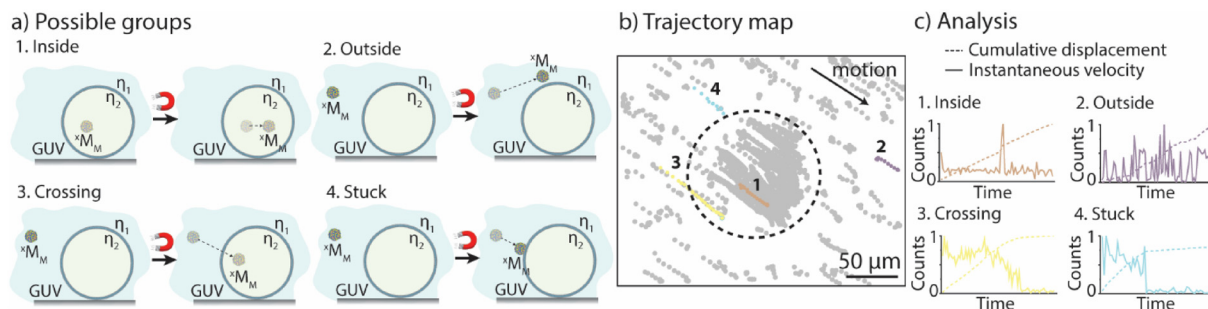 a) Possible groups
1. Inside
η1
η2
xMM
GUV
η1
η2
xMM
GUV
2. Outside
xMM
η1
η2
GUV
xMM
η1
η2
GUV
3. Crossing
xMM
η1
η2
GUV
η1
η2
xMM
GUV
4. Stuck
xMM
η1
η2
GUV
η1
η2
xMM
GUV
b) Trajectory map
motion
4
3
2
1
50 μm
c) Analysis
Cumulative displacement
Instantaneous velocity
1. Inside
1
Counts
0
Time
2. Outside
1
Counts
0
Time
3. Crossing
1
Counts
0
Time
4. Stuck
1
Counts
0
Time